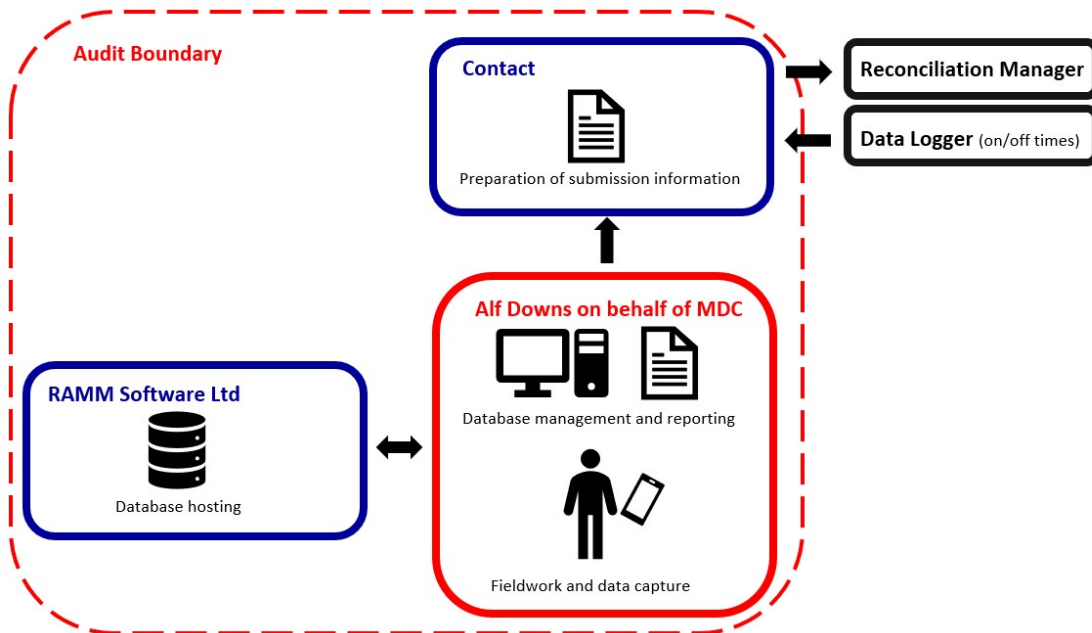 Audit Boundary
Contact
Preparation of submission information
Reconciliation Manager
Data Logger (on/off times)
Alf Downs on behalf of MDC
Database management and reporting
Fieldwork and data capture
RAMM Software Ltd
Database hosting